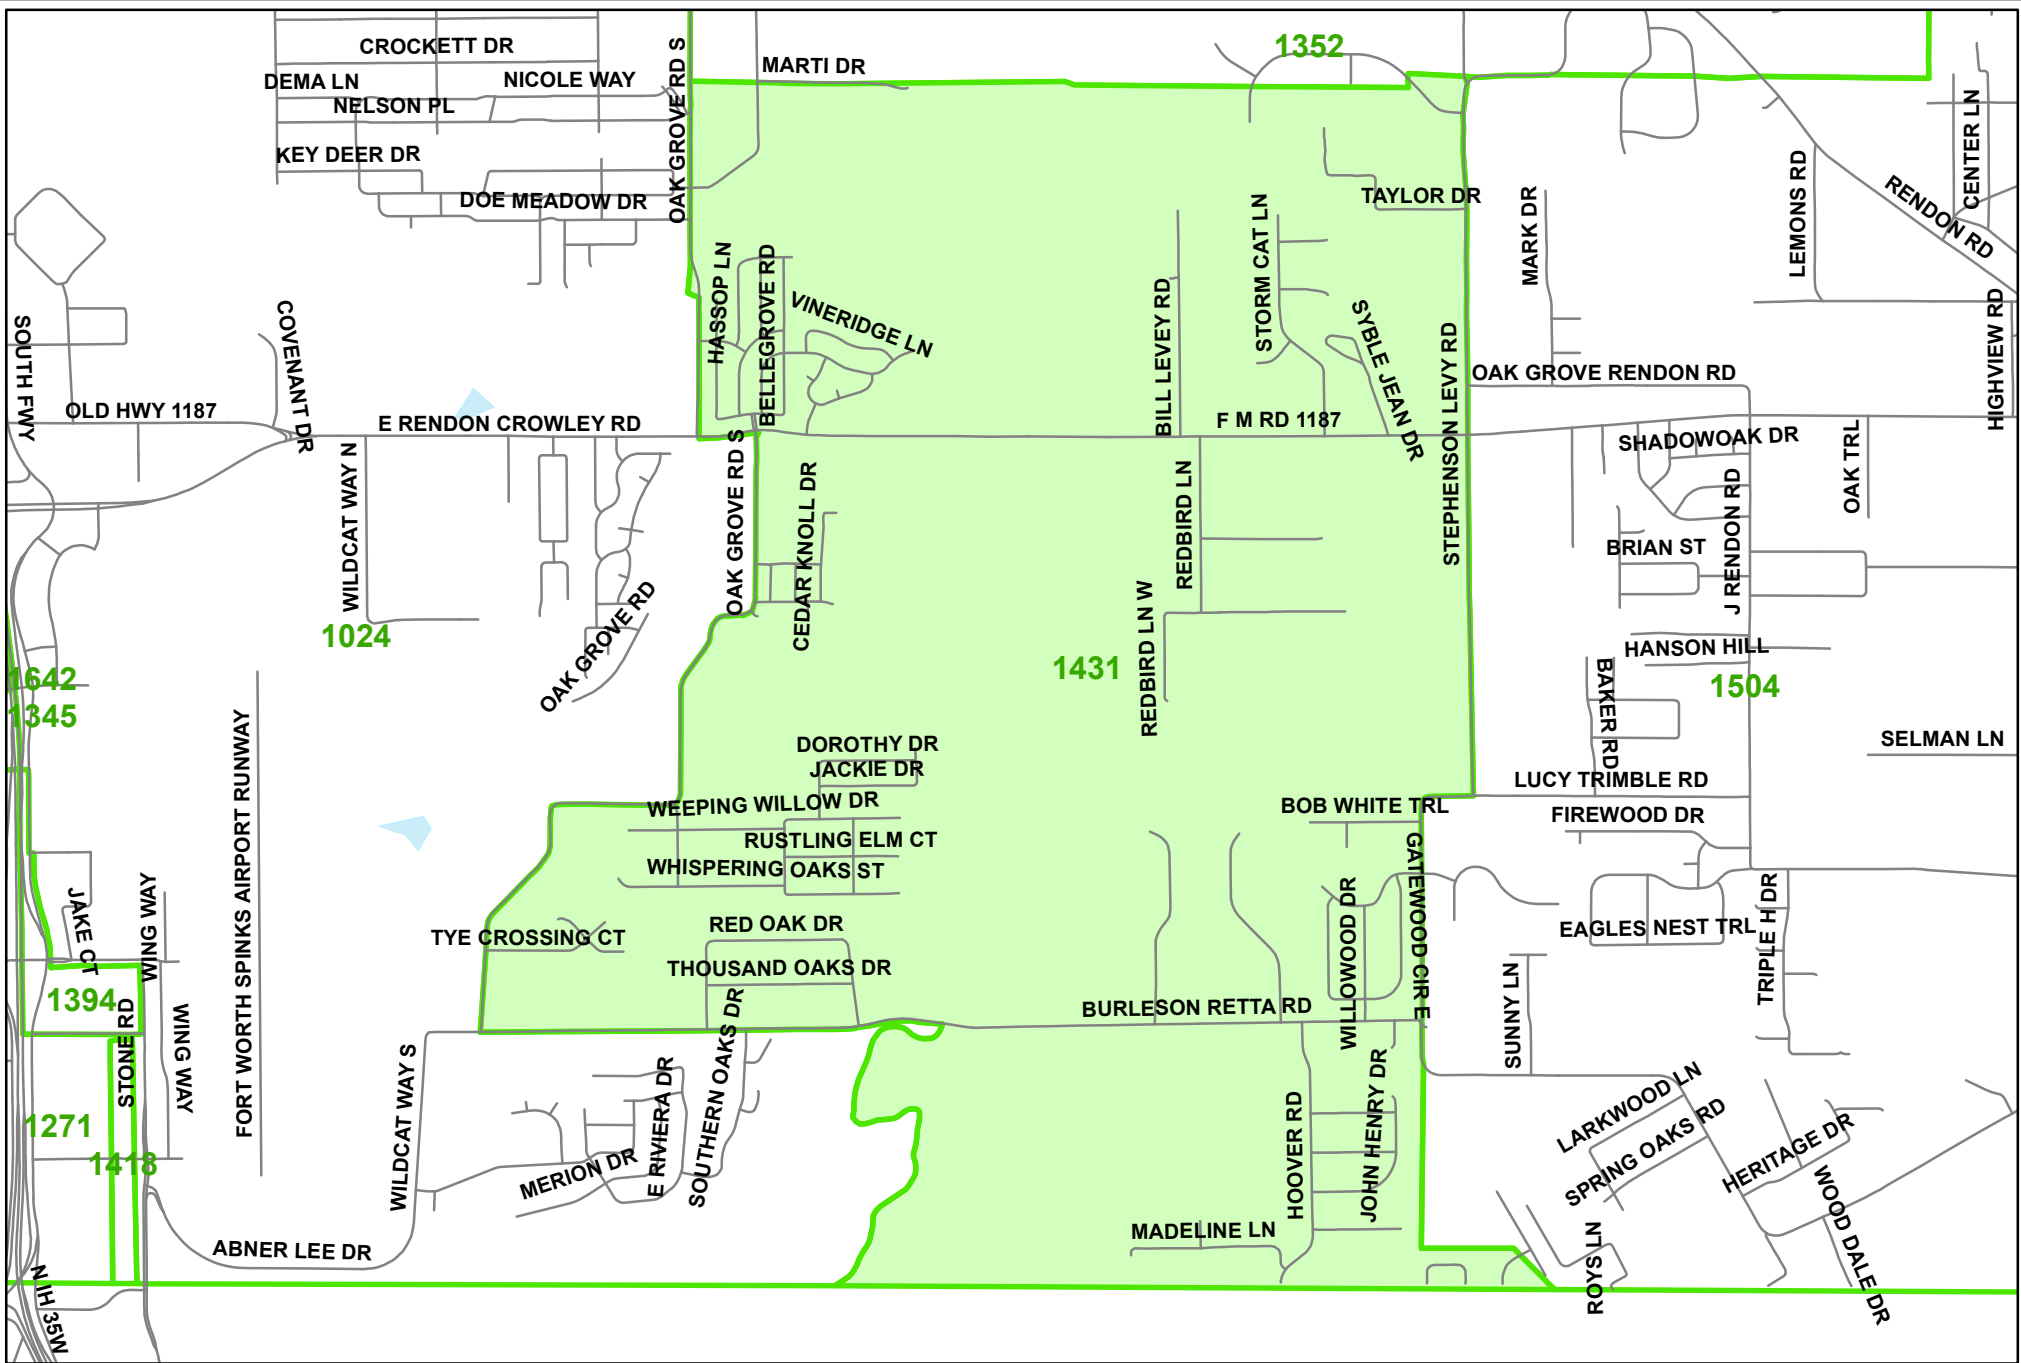 CROCKETT DR
1352
MARTI DR
DEMA LN
NICOLE WAY
NELSON PL
OAK GROVE RD S
KEY DEER DR
DOE MEADOW DR
TAYLOR DR
MARK DR
LEMONS RD
RENDON RD
CENTER LN
HASSOP LN
BELLEGROVE RD
VINERIDGE LN
BILL LEVEY RD
STORM CAT LN
SYBLE JEAN DR
STEPHENSON LEVY RD
HIGHVIEW RD
SOUTH FWY
COVENANT DR
OLD HWY 1187
E RENDON CROWLEY RD
F M RD 1187
OAK GROVE RENDON RD
SHADOWOAK DR
OAK TRL
WILDCAT WAY N
OAK GROVE RD S
CEDAR KNOLL DR
REDBIRD LN
J RENDON RD
BRIAN ST
OAK GROVE RD
1024
REDBIRD LN W
1431
HANSON HILL
BAKER RD
1504
1642
1345
FORT WORTH SPINKS AIRPORT RUNWAY
DOROTHY DR
JACKIE DR
SELMAN LN
WEEPING WILLOW DR
LUCY TRIMBLE RD
BOB WHITE TRL
FIREWOOD DR
RUSTLING ELM CT
WHISPERING OAKS ST
GATEWOOD CIR E
JAKE CT
WING WAY
TYE CROSSING CT
RED OAK DR
WILLOWOOD DR
EAGLES NEST TRL
TRIPLE H DR
THOUSAND OAKS DR
1394
STONE RD
WING WAY
BURLESON RETTA RD
SUNNY LN
WILDCAT WAY S
E RIVIERA DR
SOUTHERN OAKS DR
HOOVER RD
JOHN HENRY DR
LARKWOOD LN
SPRING OAKS RD
HERITAGE DR
1271
1418
MERION DR
WOOD DALE DR
MADELINE LN
ABNER LEE DR
ROYS LN
N IH 35W